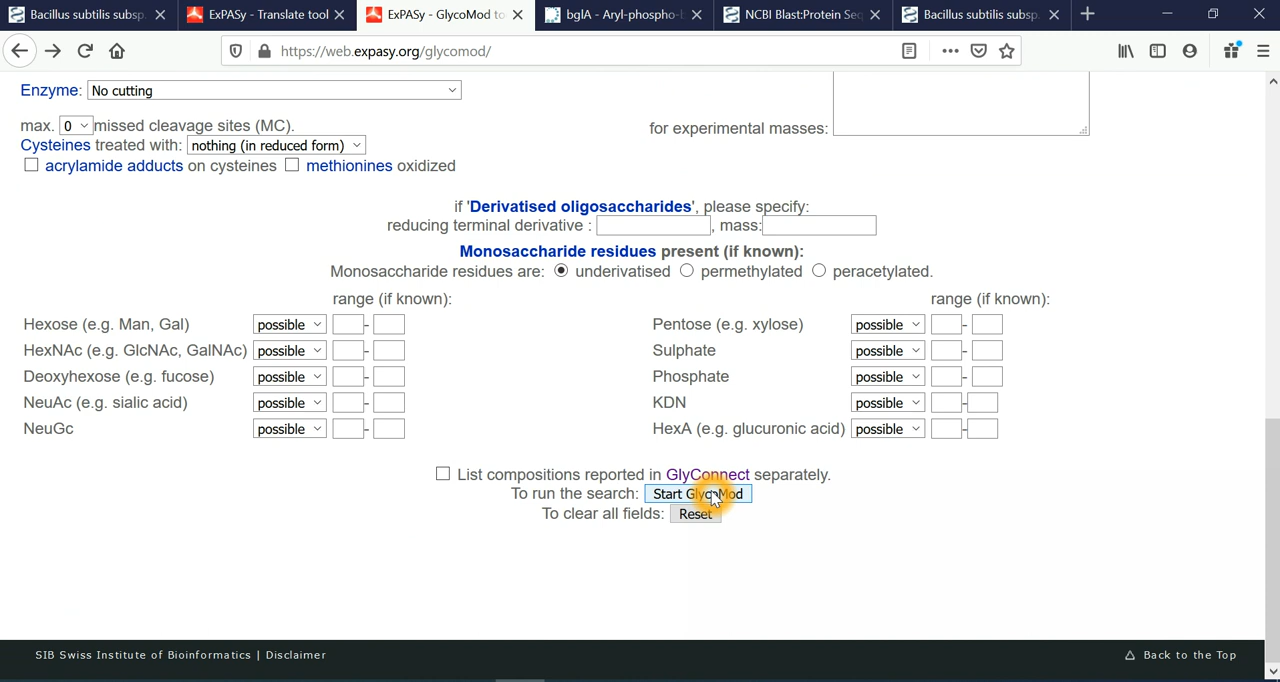 Bacillus subtilis subsp.
ExPASy - Translate tool
ExPASy - GlycoMod to
bglA - Aryl-phospho-
NCBI Blast:Protein Seq
Bacillus subtilis subsp.
https://web.expasy.org/glycomod/
Enzyme: No cutting
max. 0 missed cleavage sites (MC).
for experimental masses:
Cysteines treated with: nothing (in reduced form)
acrylamide adducts on cysteines methionines oxidized
if 'Derivatised oligosaccharides', please specify:
reducing terminal derivative : , mass:
Monosaccharide residues present (if known):
Monosaccharide residues are: underivatised permethylated peracetylated.
range (if known): range (if known):
Hexose (e.g. Man, Gal) possible - Pentose (e.g. xylose) possible -
HexNAc (e.g. GlcNAc, GalNAc) possible - Sulphate possible -
Deoxyhexose (e.g. fucose) possible - Phosphate possible -
NeuAc (e.g. sialic acid) possible - KDN possible -
NeuGc possible - HexA (e.g. glucuronic acid) possible -
List compositions reported in GlyConnect separately.
To run the search: Start GlycoMod
To clear all fields: Reset
SIB Swiss Institute of Bioinformatics | Disclaimer
Back to the Top